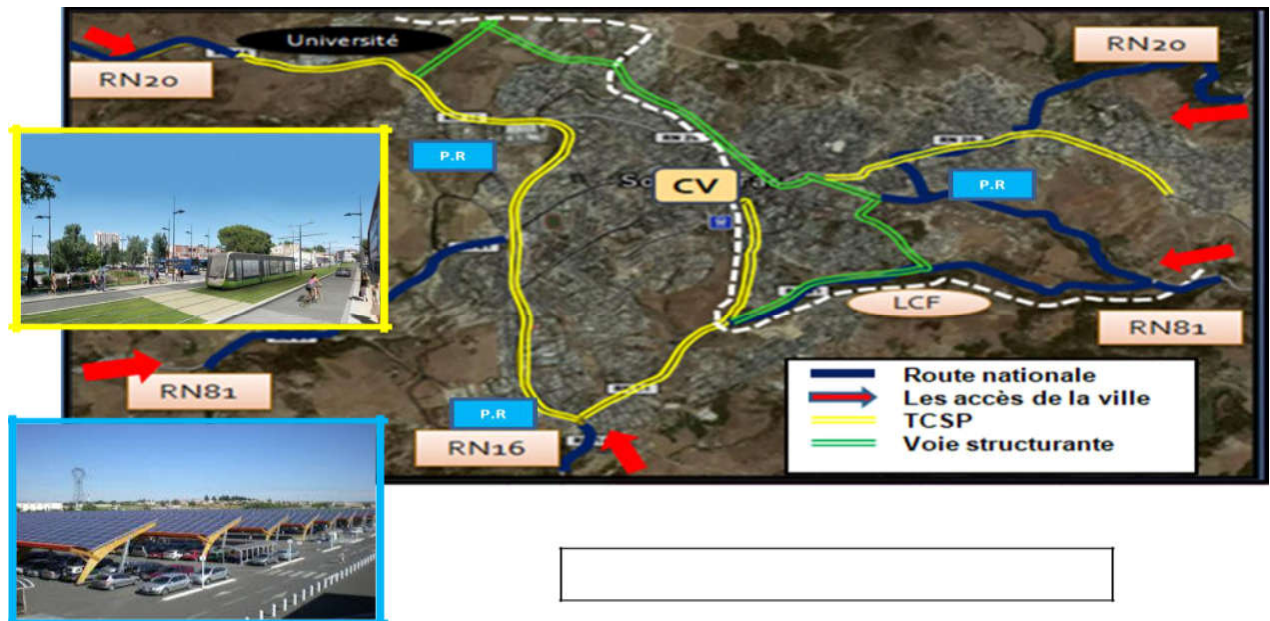 Université
RN20
RN20
P.R
CV
P.R
LCF
RN81
RN81
P.R
RN16
Route nationale
Les accès de la ville
TCSP
Voie structurante